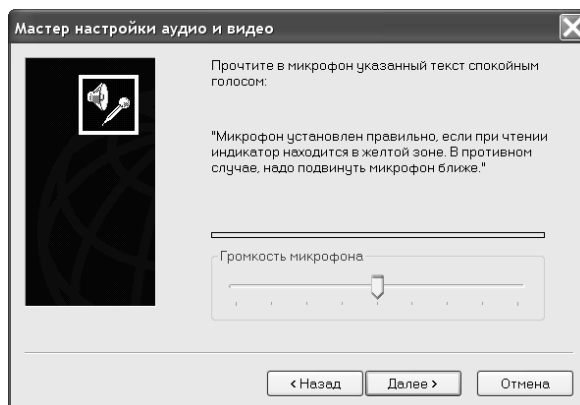 Мастер настройки аудио и видео
Прочтите в микрофон указанный текст спокойным
голосом:
"Микрофон установлен правильно, если при чтении
индикатор находится в желтой зоне. В противном
случае, надо подвинуть микрофон ближе."
Громкость микрофона
< Назад
Далее >
Отмена